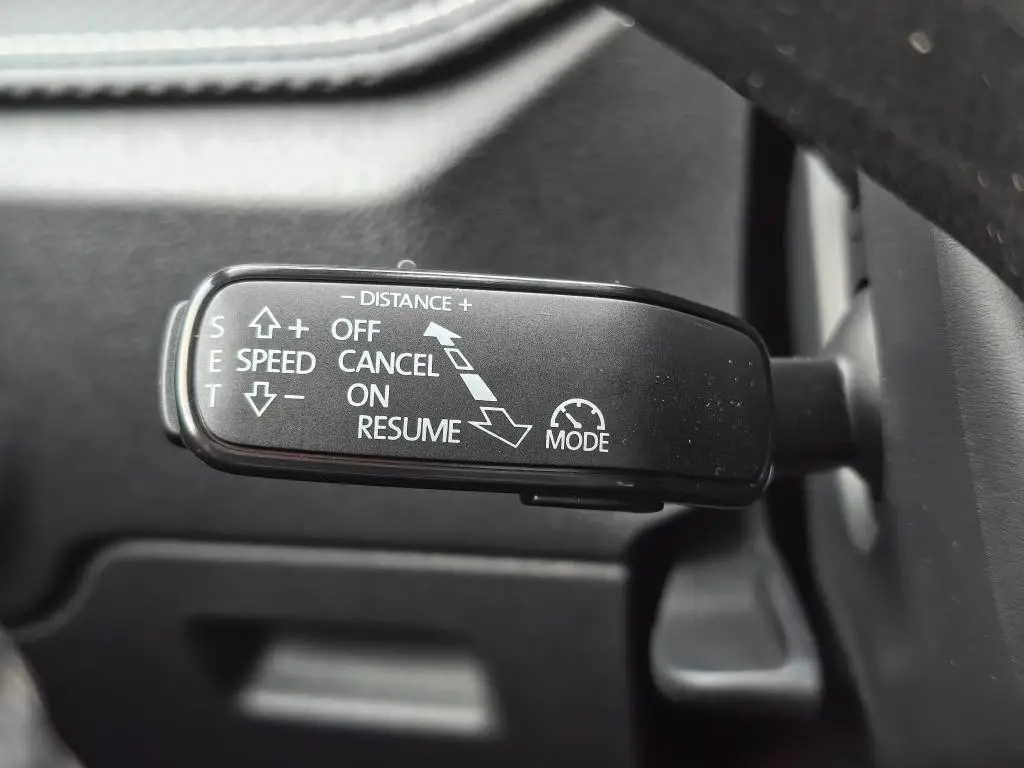 − DISTANCE +
S + OFF
E SPEED CANCEL
T − ON
RESUME MODE